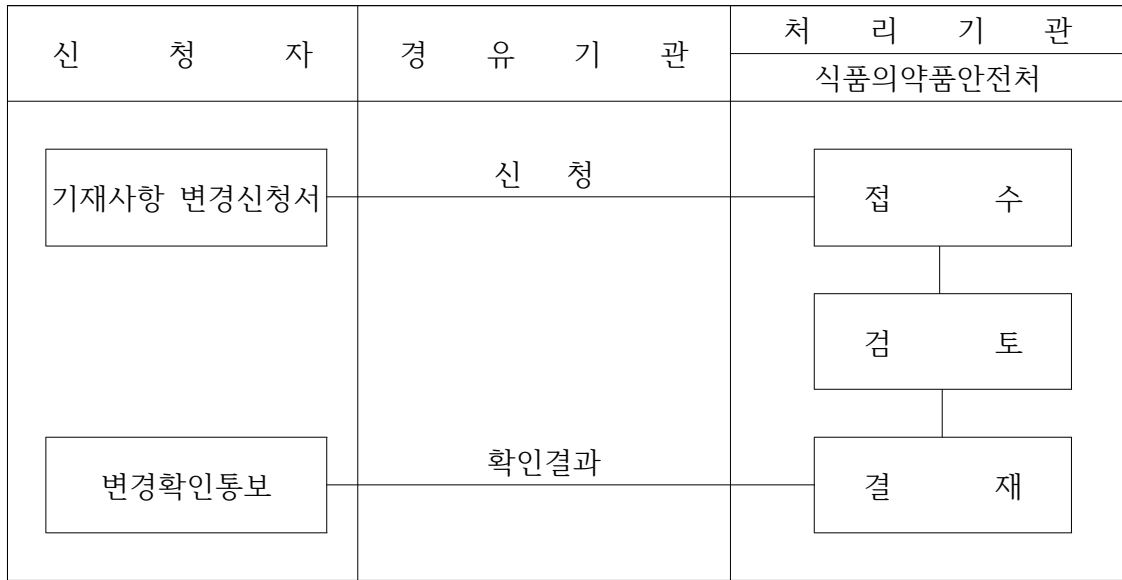 신 청 자
경 유 기 관
처 리 기 관
식품의약품안전처
기재사항 변경신청서
신 청
접 수
검 토
변경확인통보
확인결과
결 재